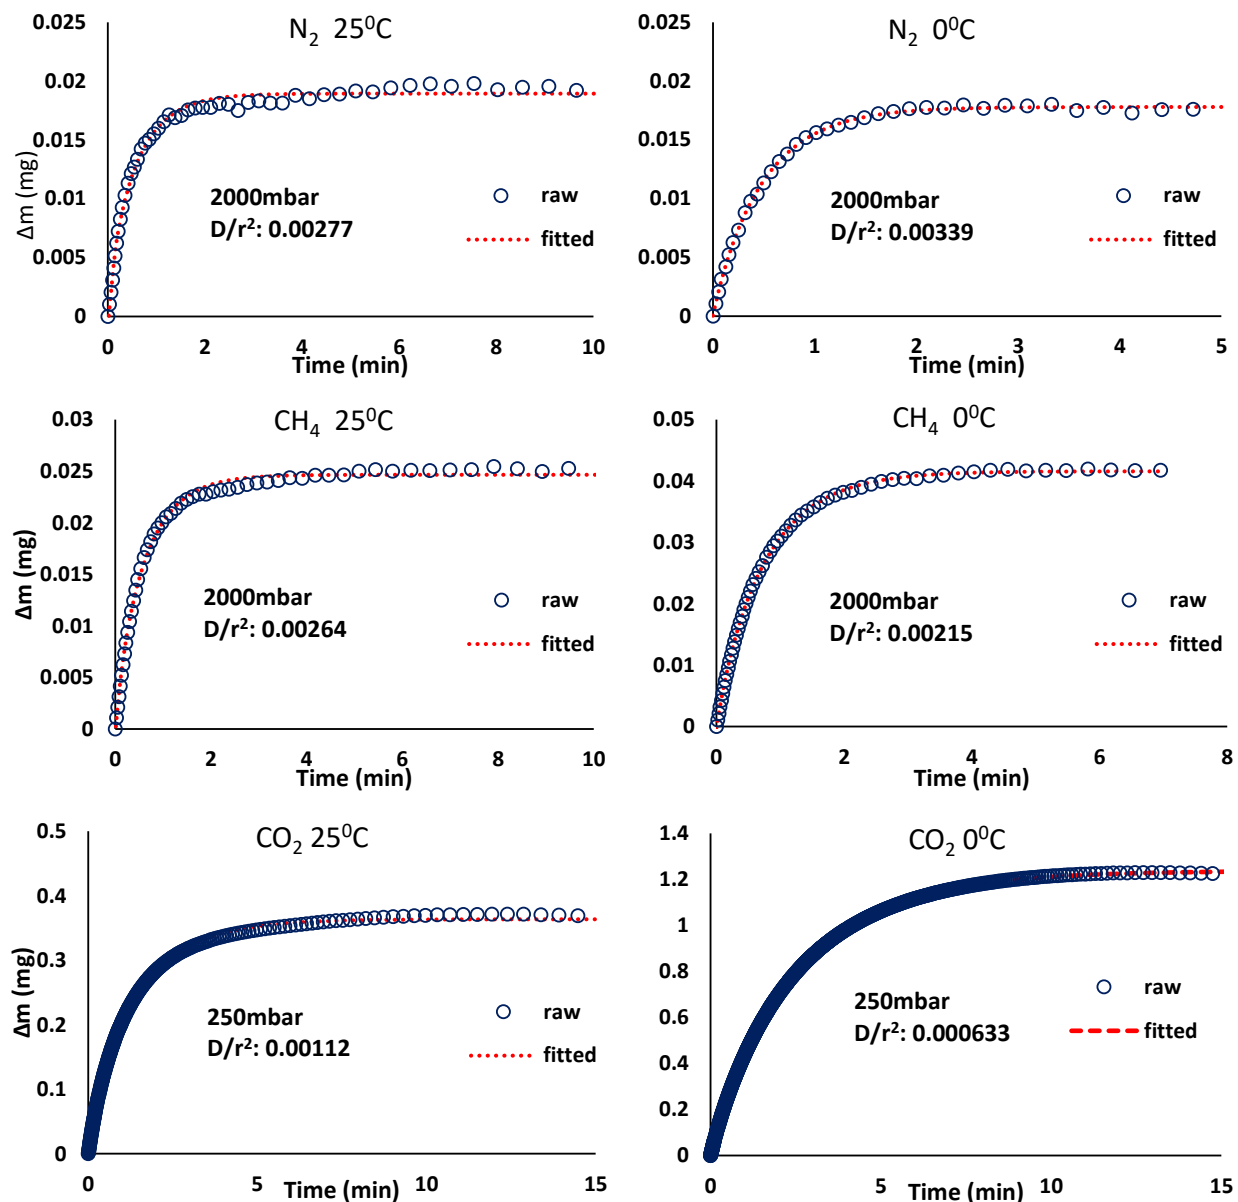 N₂ 25⁰C
0.025
0.02
0.015
0.01
0.005
0
Δm (mg)
2000mbar
D/r²: 0.00277
raw
fitted
0 2 4 6 8 10
Time (min)
N₂ 0⁰C
0.025
0.02
0.015
0.01
0.005
0
2000mbar
D/r²: 0.00339
raw
fitted
0 1 2 3 4 5
Time (min)
CH₄ 25⁰C
0.03
0.025
0.02
0.015
0.01
0.005
0
Δm (mg)
2000mbar
D/r²: 0.00264
raw
fitted
0 2 4 6 8 10
Time (min)
CH₄ 0⁰C
0.05
0.04
0.03
0.02
0.01
0
2000mbar
D/r²: 0.00215
raw
fitted
0 2 4 6 8
Time (min)
CO₂ 25⁰C
0.5
0.4
0.3
0.2
0.1
0
Δm (mg)
250mbar
D/r²: 0.00112
raw
fitted
0 5 10 15
Time (min)
CO₂ 0⁰C
1.4
1.2
1
0.8
0.6
0.4
0.2
0
250mbar
D/r²: 0.000633
raw
fitted
0 5 10 15
Time (min)